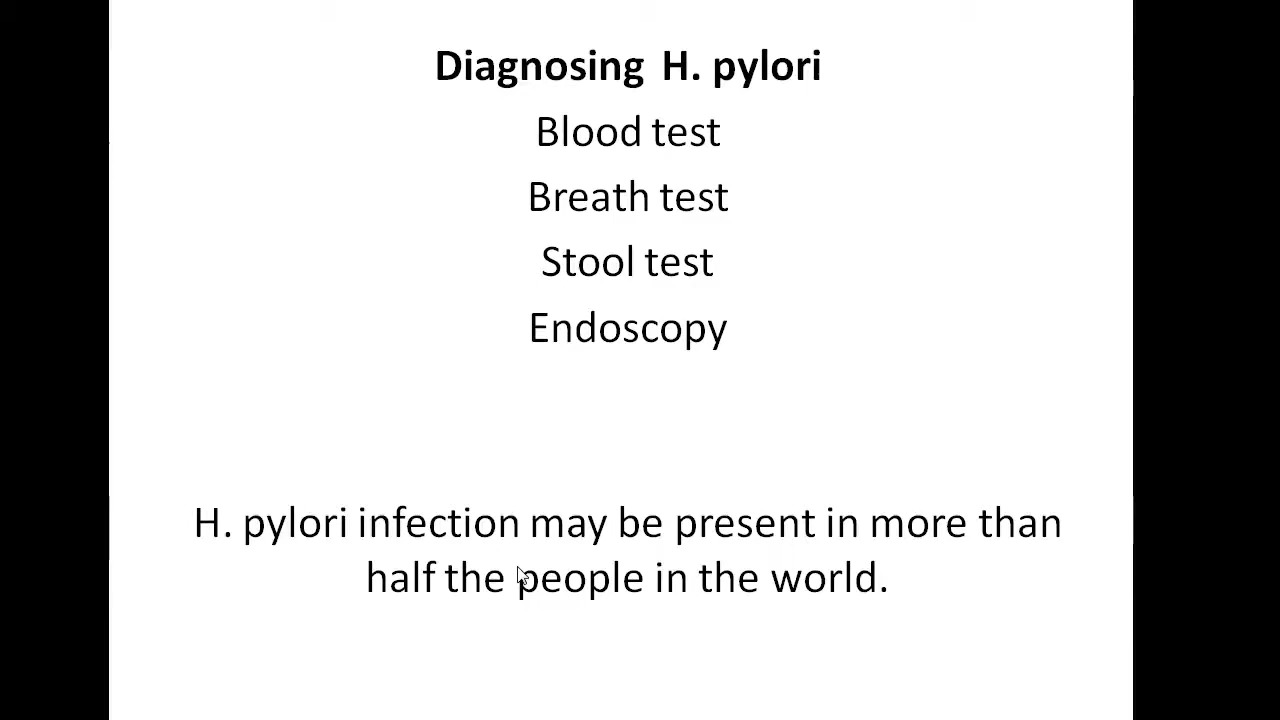 Diagnosing H. pylori
Blood test
Breath test
Stool test
Endoscopy
H. pylori infection may be present in more than
half the people in the world.